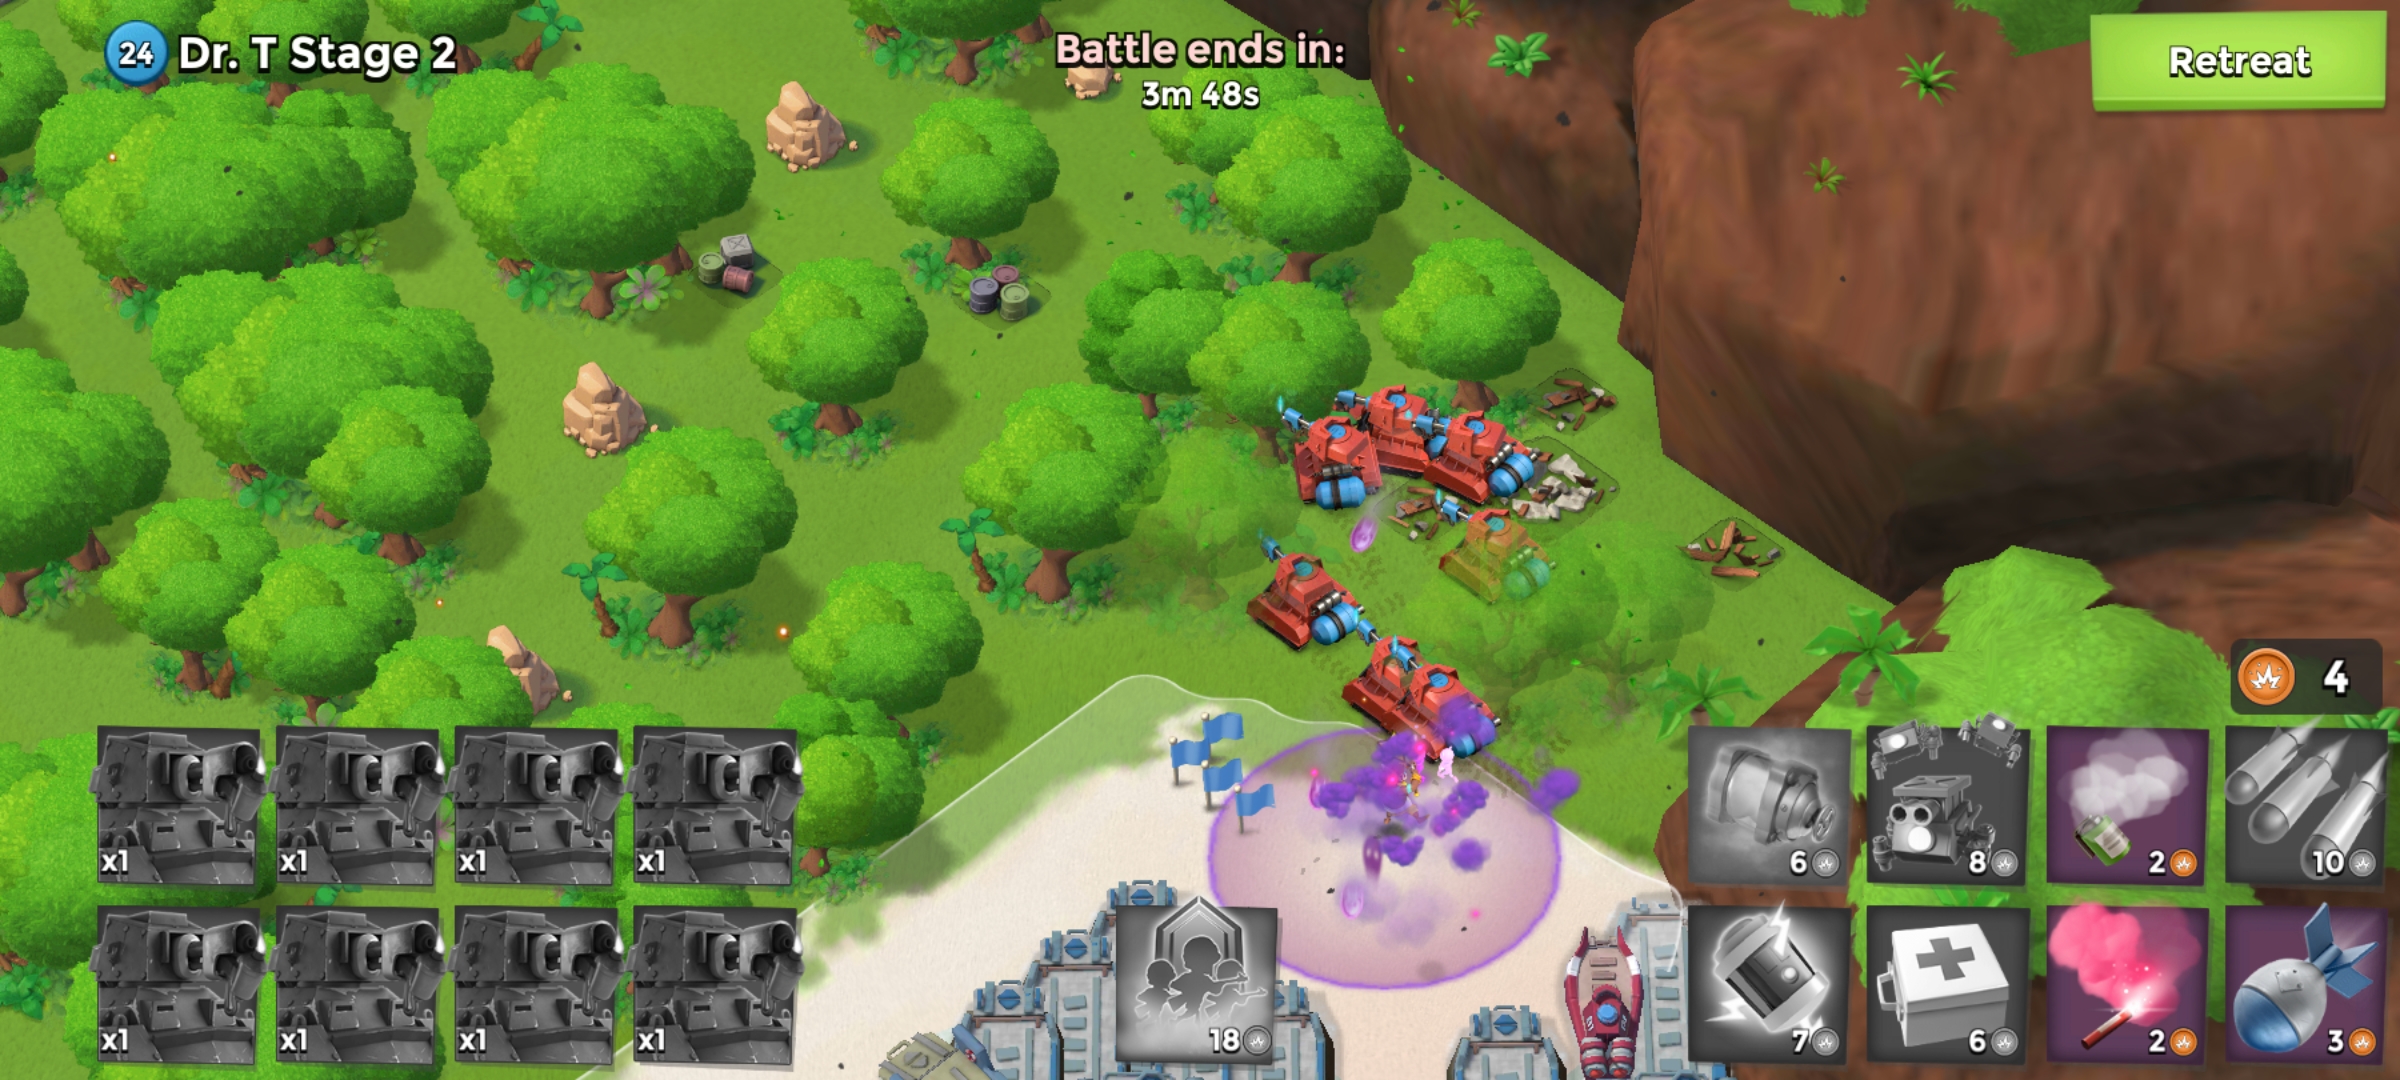 24 Dr. T Stage 2
Battle ends in:
3m 48s
Retreat
4
x1 x1 x1 x1
6 8 2 10
x1 x1 x1 x1
18
7 6 2 3